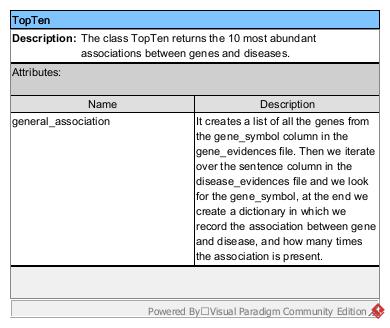 TopTen
Description: The class TopTen returns the 10 most abundant
associations between genes and diseases.
Attributes:
Name Description
general_association It creates a list of all the genes from
the gene_symbol column in the
gene_evidences file. Then we iterate
over the sentence column in the
disease_evidences file and we look
for the gene_symbol, at the end we
create a dictionary in which we
record the association between gene
and disease, and how many times
the association is present.
Powered By□Visual Paradigm Community Edition